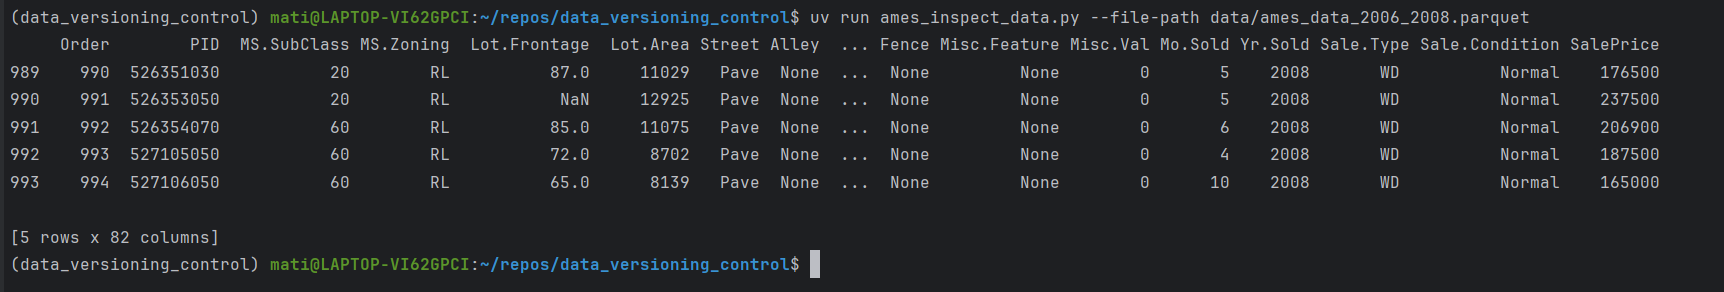 (data_versioning_control) mati@LAPTOP-VI62GPCI:~/repos/data_versioning_control$ uv run ames_inspect_data.py --file-path data/ames_data_2006_2008.parquet
     Order        PID  MS.SubClass MS.Zoning  Lot.Frontage  Lot.Area Street Alley  ... Fence Misc.Feature Misc.Val Mo.Sold Yr.Sold Sale.Type Sale.Condition SalePrice
989    990  526351030           20        RL          87.0     11029   Pave  None  ...  None         None        0       5    2008        WD         Normal    176500
990    991  526353050           20        RL           NaN     12925   Pave  None  ...  None         None        0       5    2008        WD         Normal    237500
991    992  526354070           60        RL          85.0     11075   Pave  None  ...  None         None        0       6    2008        WD         Normal    206900
992    993  527105050           60        RL          72.0      8702   Pave  None  ...  None         None        0       4    2008        WD         Normal    187500
993    994  527106050           60        RL          65.0      8139   Pave  None  ...  None         None        0      10    2008        WD         Normal    165000
[5 rows x 82 columns]
(data_versioning_control) mati@LAPTOP-VI62GPCI:~/repos/data_versioning_control$